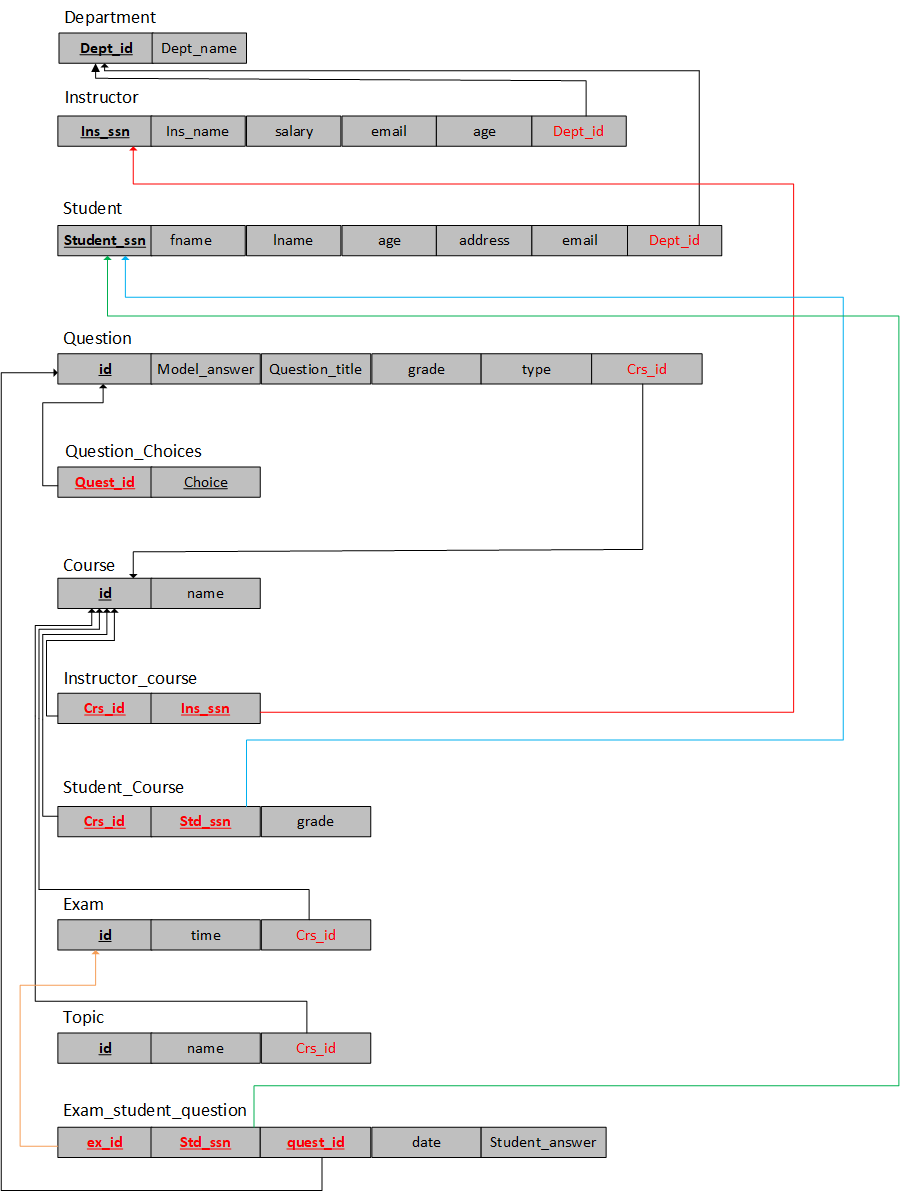 Department
Dept_id Dept_name
Instructor
Ins_ssn Ins_name salary email age Dept_id
Student
Student_ssn fname lname age address email Dept_id
Question
id Model_answer Question_title grade type Crs_id
Question_Choices
Quest_id Choice
Course
id name
Instructor_course
Crs_id Ins_ssn
Student_Course
Crs_id Std_ssn grade
Exam
id time Crs_id
Topic
id name Crs_id
Exam_student_question
ex_id Std_ssn quest_id date Student_answer